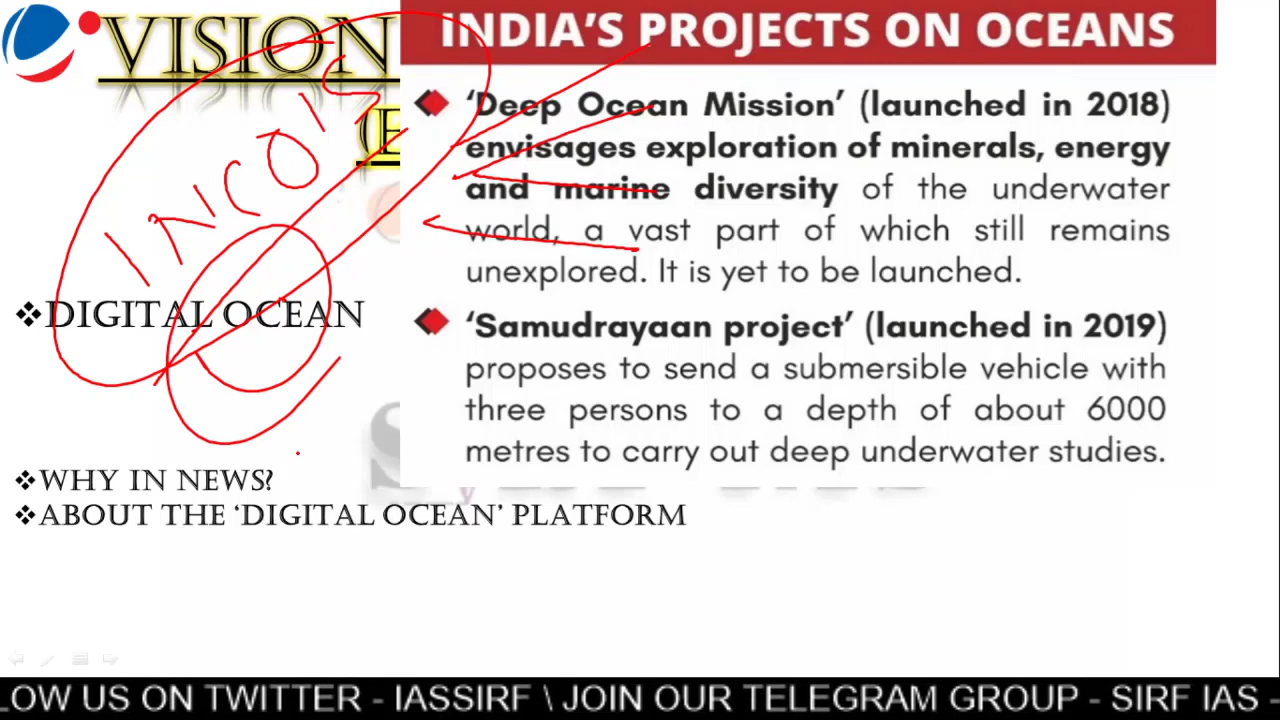 VISION
INDIA'S PROJECTS ON OCEANS
(E
INCOIS
'Deep Ocean Mission' (launched in 2018)
envisages exploration of minerals, energy
and marine diversity of the underwater
world, a vast part of which still remains
unexplored. It is yet to be launched.
❖DIGITAL OCEAN
'Samudrayaan project' (launched in 2019)
proposes to send a submersible vehicle with
three persons to a depth of about 6000
metres to carry out deep underwater studies.
❖WHY IN NEWS?
❖ABOUT THE 'DIGITAL OCEAN' PLATFORM
LOW US ON TWITTER - IASSIRF \ JOIN OUR TELEGRAM GROUP - SIRF IAS -